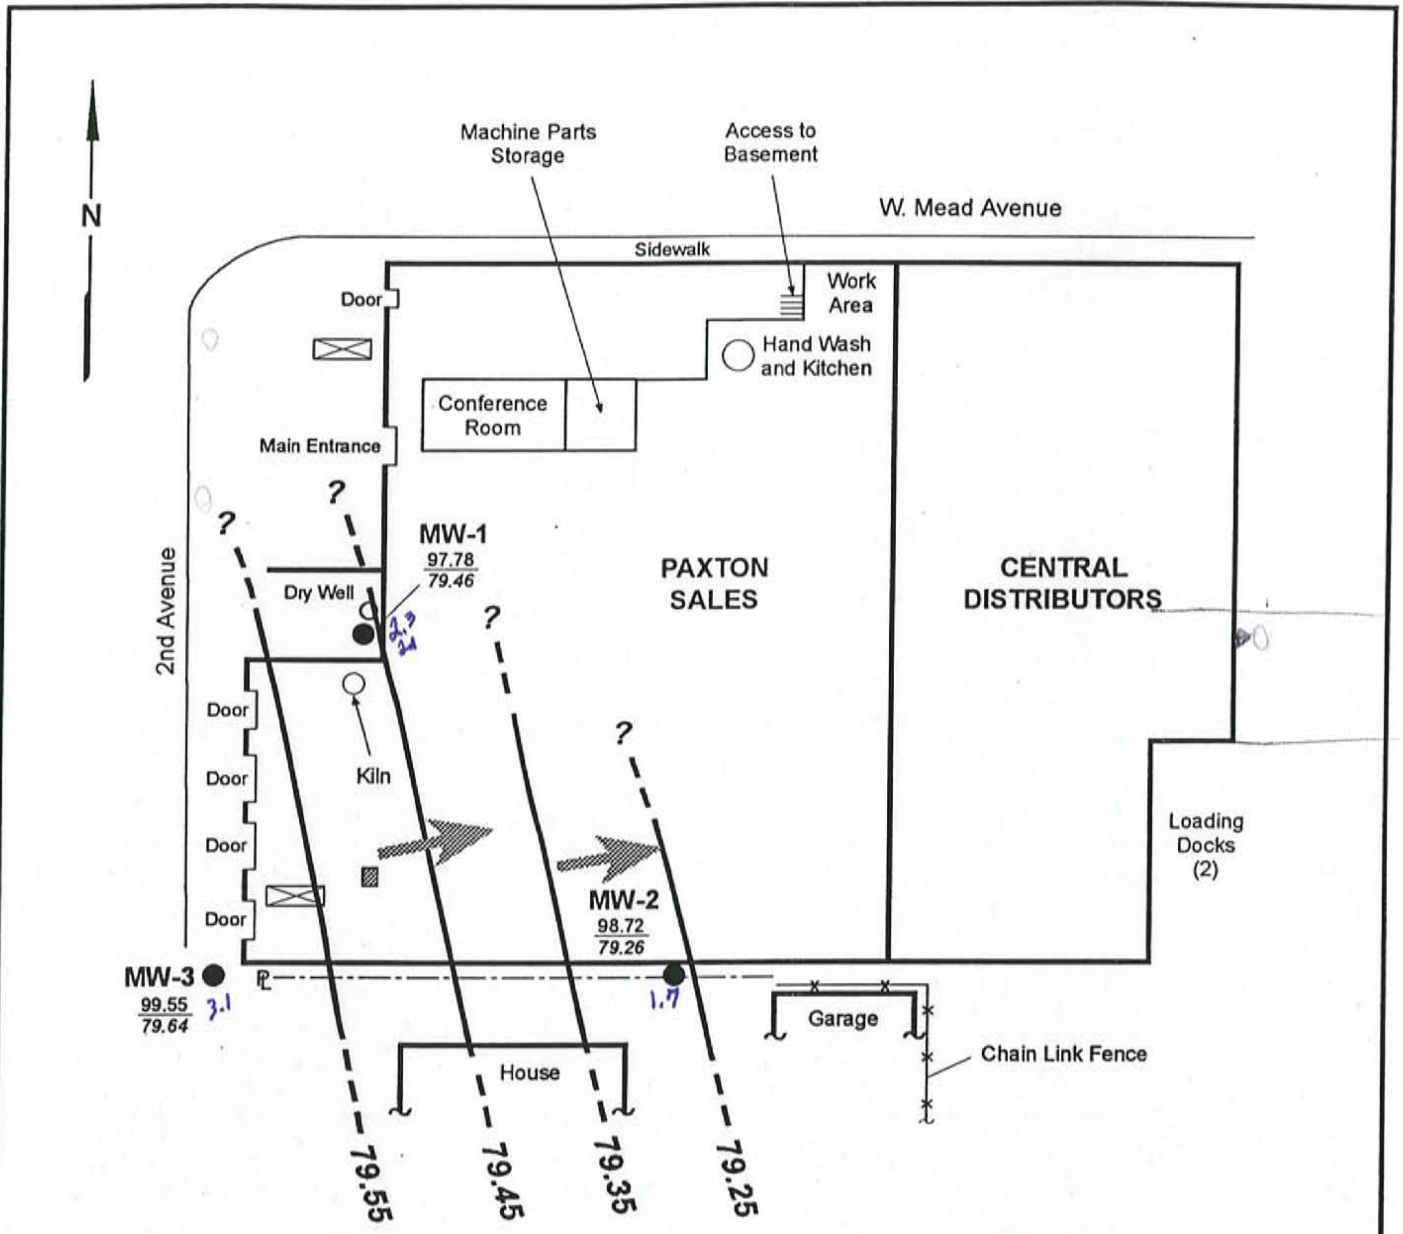 Machine Parts
Storage
Access to
Basement
W. Mead Avenue
N
Sidewalk
Door
Work
Area
Hand Wash
and Kitchen
Conference
Room
Main Entrance
?
?
MW-1
97.78
79.46
2nd Avenue
Dry Well
PAXTON
SALES
CENTRAL
DISTRIBUTORS
?
Door
?
Kiln
Door
Door
Loading
Docks
(2)
MW-2
98.72
79.26
Door
MW-3
99.55
79.64
3.1
PL
1.7
Garage
Chain Link Fence
House
79.55
79.45
79.35
79.25